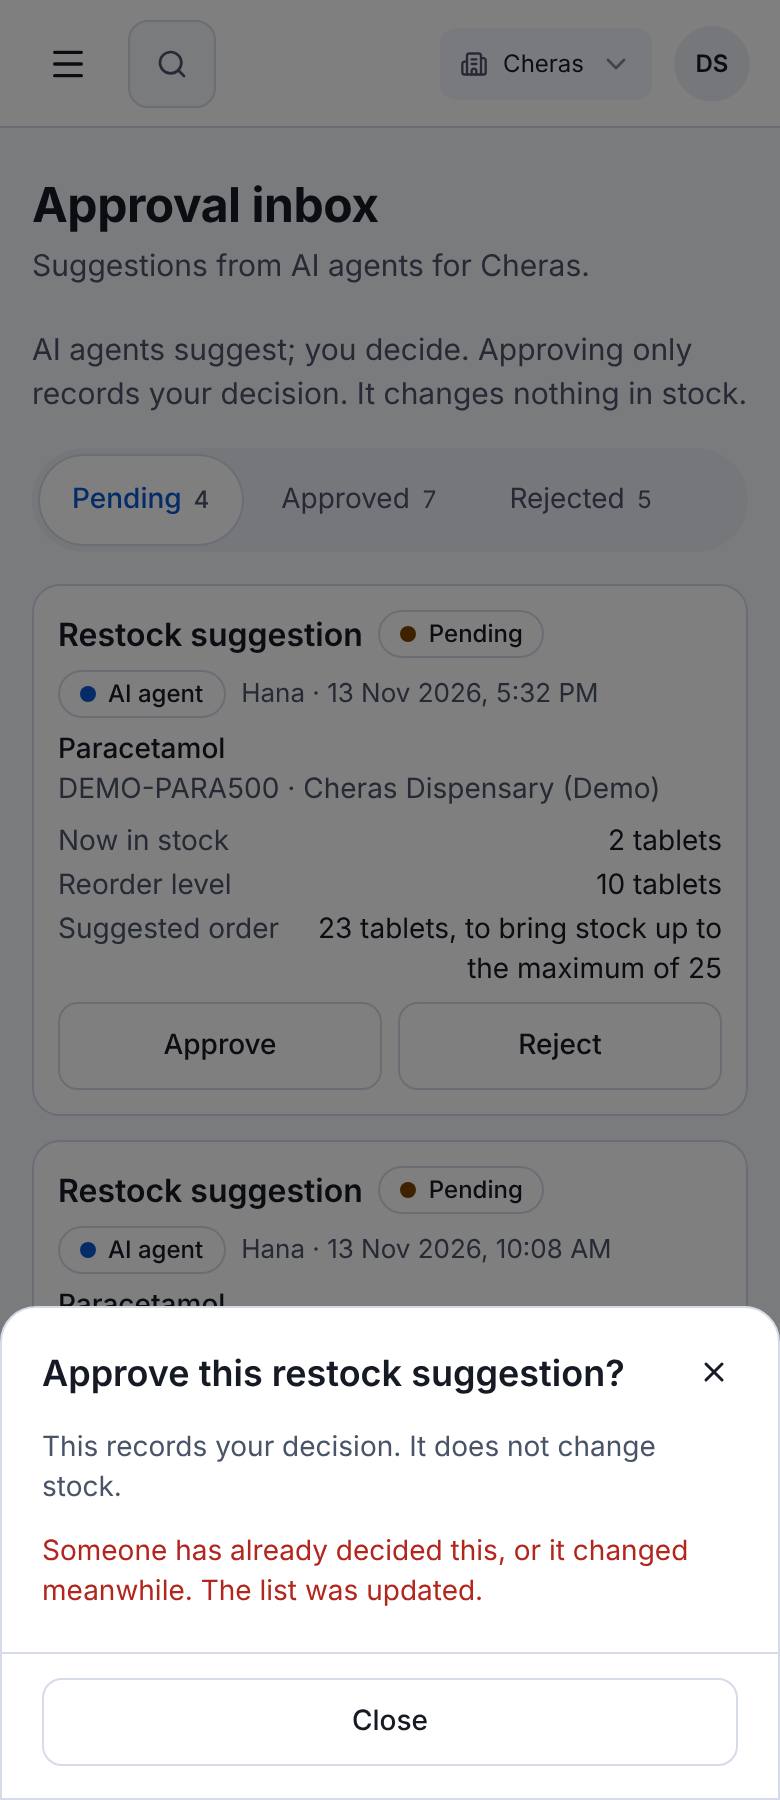 Cheras
DS
Approval inbox
Suggestions from AI agents for Cheras.
AI agents suggest; you decide. Approving only
records your decision. It changes nothing in stock.
Pending 4 Approved 7 Rejected 5
Restock suggestion Pending
AI agent Hana · 13 Nov 2026, 5:32 PM
Paracetamol
DEMO-PARA500 · Cheras Dispensary (Demo)
Now in stock 2 tablets
Reorder level 10 tablets
Suggested order 23 tablets, to bring stock up to
the maximum of 25
Approve Reject
Restock suggestion Pending
AI agent Hana · 13 Nov 2026, 10:08 AM
Paracetamol
Approve this restock suggestion?
This records your decision. It does not change
stock.
Someone has already decided this, or it changed
meanwhile. The list was updated.
Close